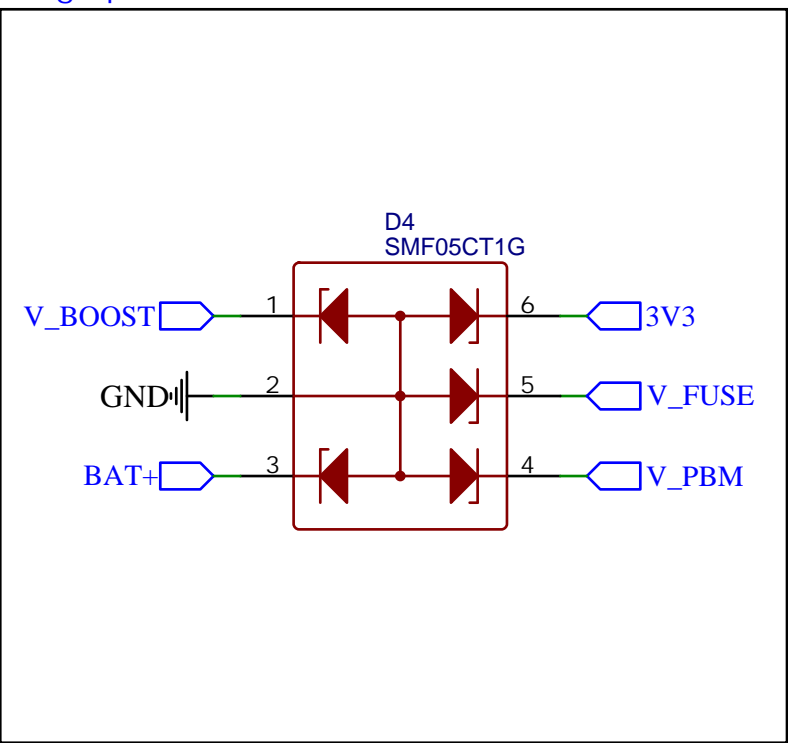 D4
SMF05CT1G
V_BOOST 1 6 3V3
GND 2 5 V_FUSE
BAT+ 3 4 V_PBM